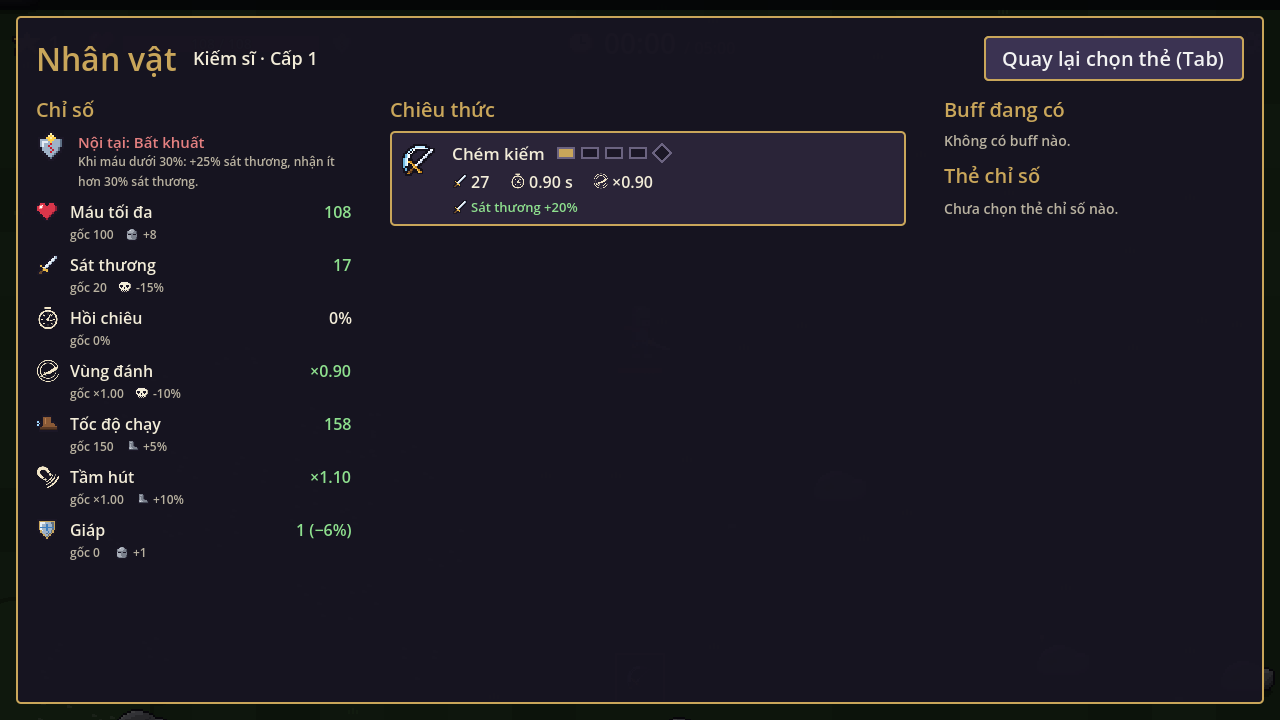 Nhân vật
Kiếm sĩ · Cấp 1
Quay lại chọn thẻ (Tab)
Chỉ số
Nội tại: Bất khuất
Khi máu dưới 30%: +25% sát thương, nhận ít
hơn 30% sát thương.
Máu tối đa 108
gốc 100 +8
Sát thương 17
gốc 20 -15%
Hồi chiêu 0%
gốc 0%
Vùng đánh ×0.90
gốc ×1.00 -10%
Tốc độ chạy 158
gốc 150 +5%
Tầm hút ×1.10
gốc ×1.00 +10%
Giáp 1 (−6%)
gốc 0 +1
Chiêu thức
Chém kiếm
27 0.90 s ×0.90
Sát thương +20%
Buff đang có
Không có buff nào.
Thẻ chỉ số
Chưa chọn thẻ chỉ số nào.